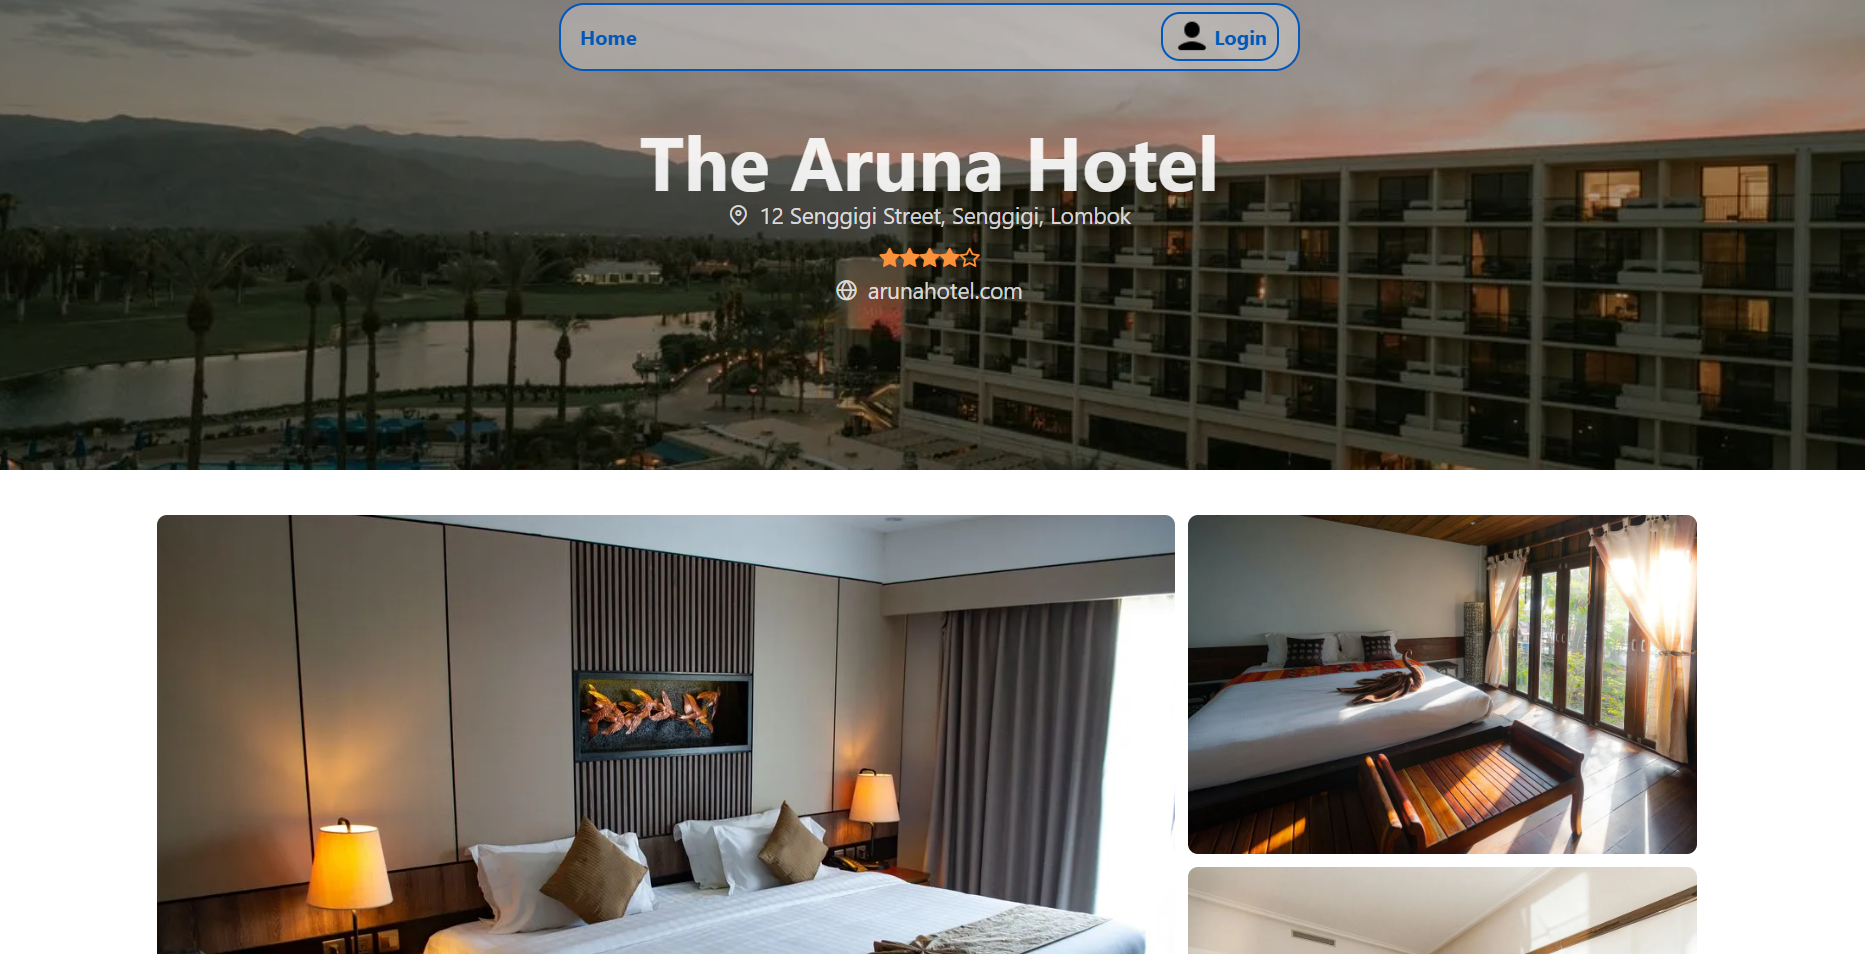 Home
Login
The Aruna Hotel
12 Senggigi Street, Senggigi, Lombok
arunahotel.com